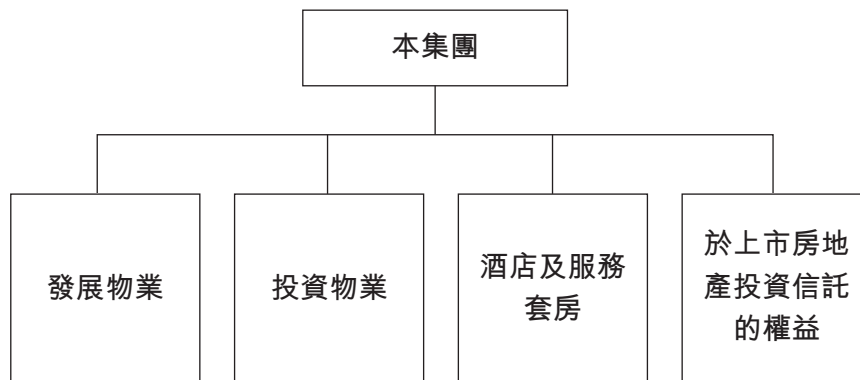 本集團
發展物業
投資物業
酒店及服務
套房
於上市房地
產投資信託
的權益